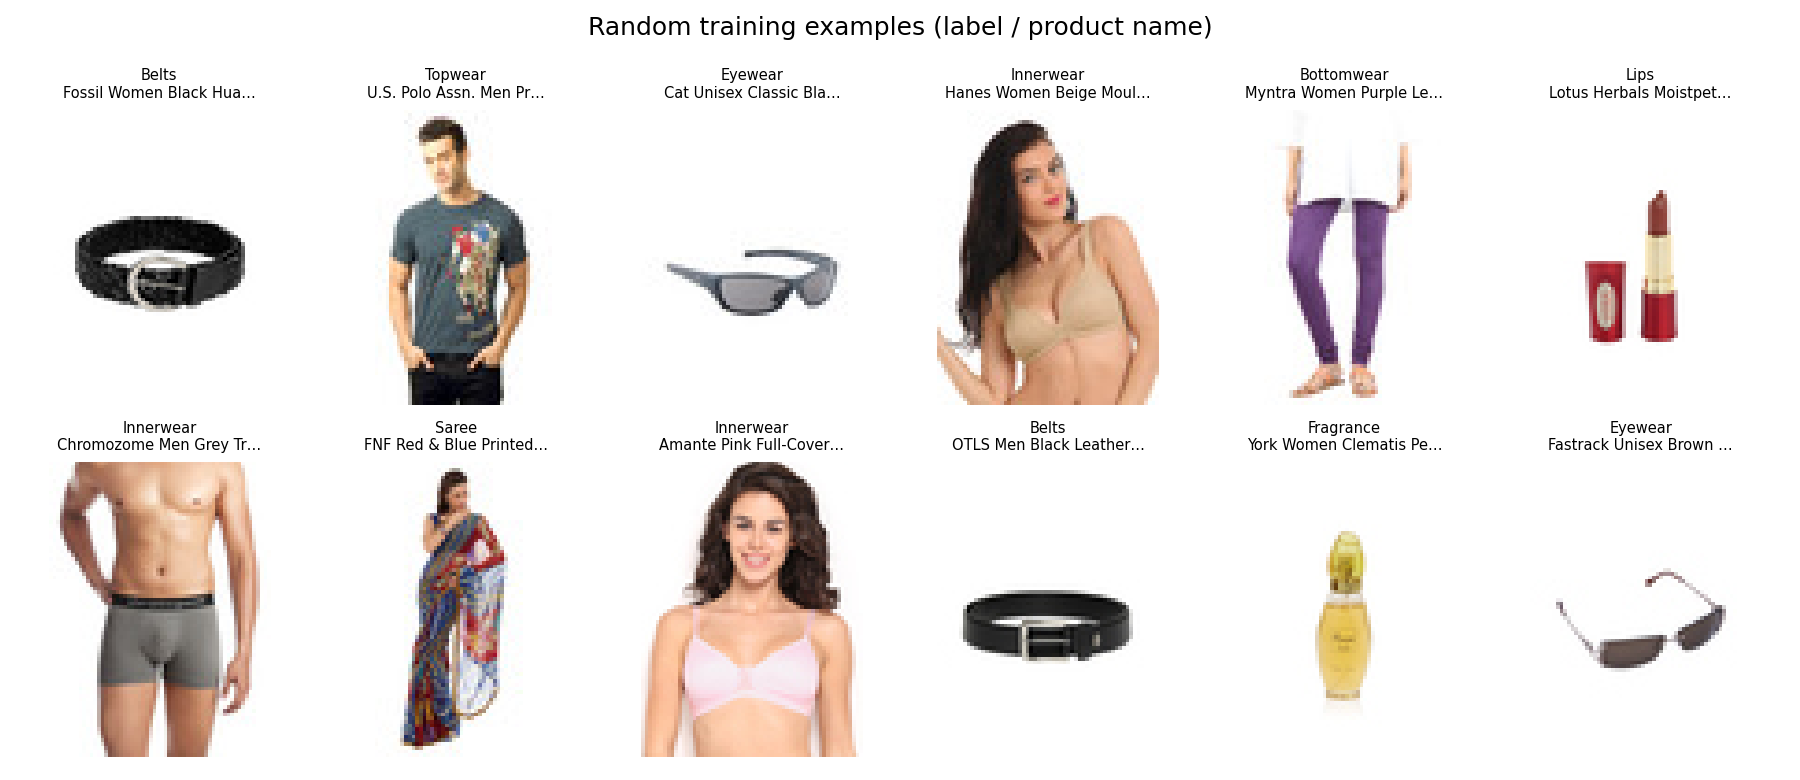 Random training examples (label / product name)
Belts
Fossil Women Black Hua...
Topwear
U.S. Polo Assn. Men Pr...
Eyewear
Cat Unisex Classic Bla...
Innerwear
Hanes Women Beige Moul...
Bottomwear
Myntra Women Purple Le...
Lips
Lotus Herbals Moistpet...
Innerwear
Chromozome Men Grey Tr...
Saree
FNF Red & Blue Printed...
Innerwear
Amante Pink Full-Cover...
Belts
OTLS Men Black Leather...
Fragrance
York Women Clematis Pe...
Eyewear
Fastrack Unisex Brown ...